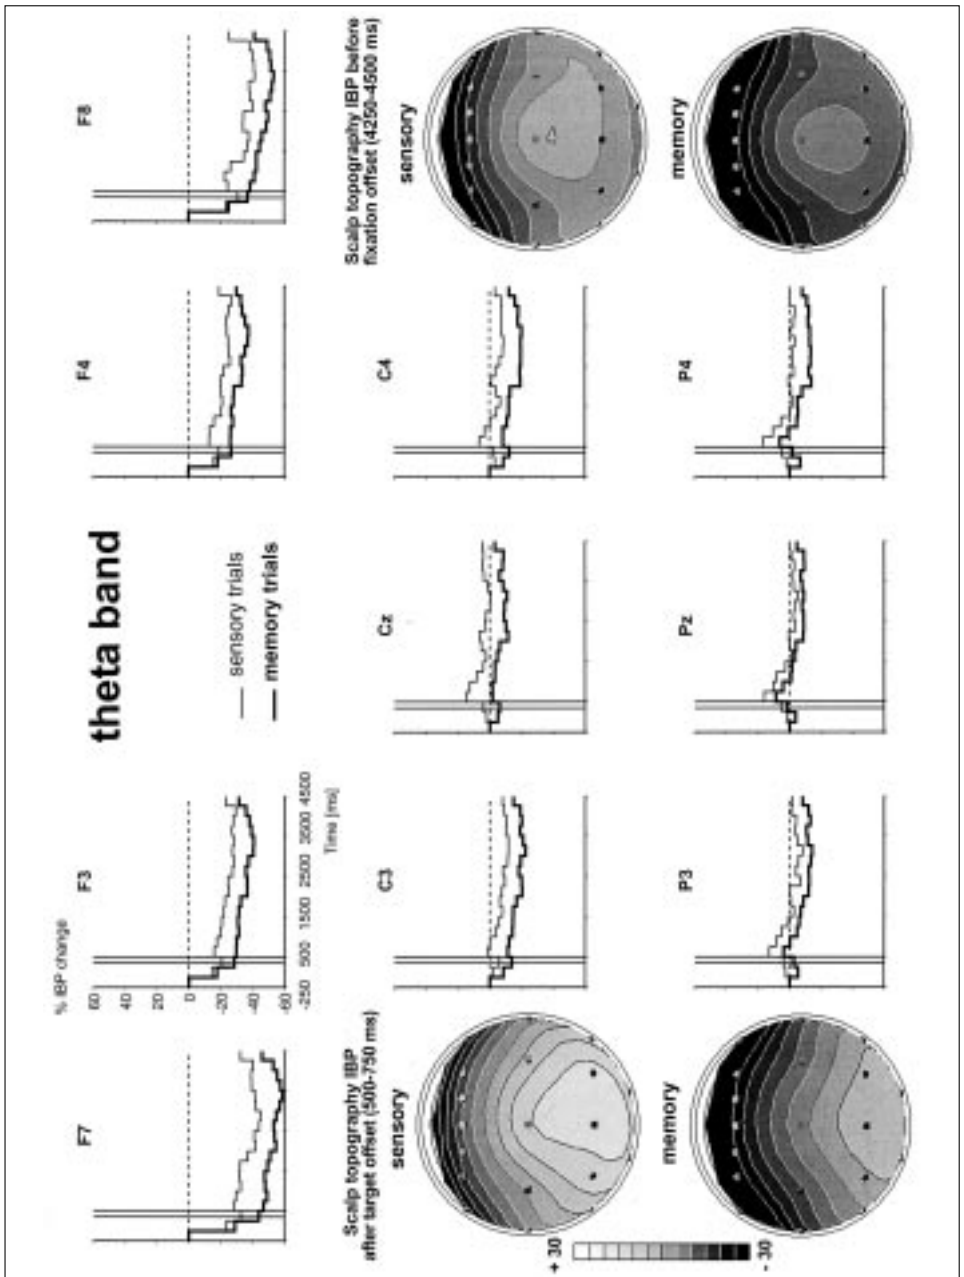 theta band
— sensory trials
— memory trials
F7
F3
F4
F8
% IBP change
60
40
20
0
-20
-40
-60
-250 500 1500 2500 3500 4500
Time [ms]
Scalp topography IBP
after target offset (500-750 ms)
sensory
C3
Cz
C4
Scalp topography IBP before
fixation offset (4250-4500 ms)
sensory
memory
P3
Pz
P4
memory
+ 30
- 30